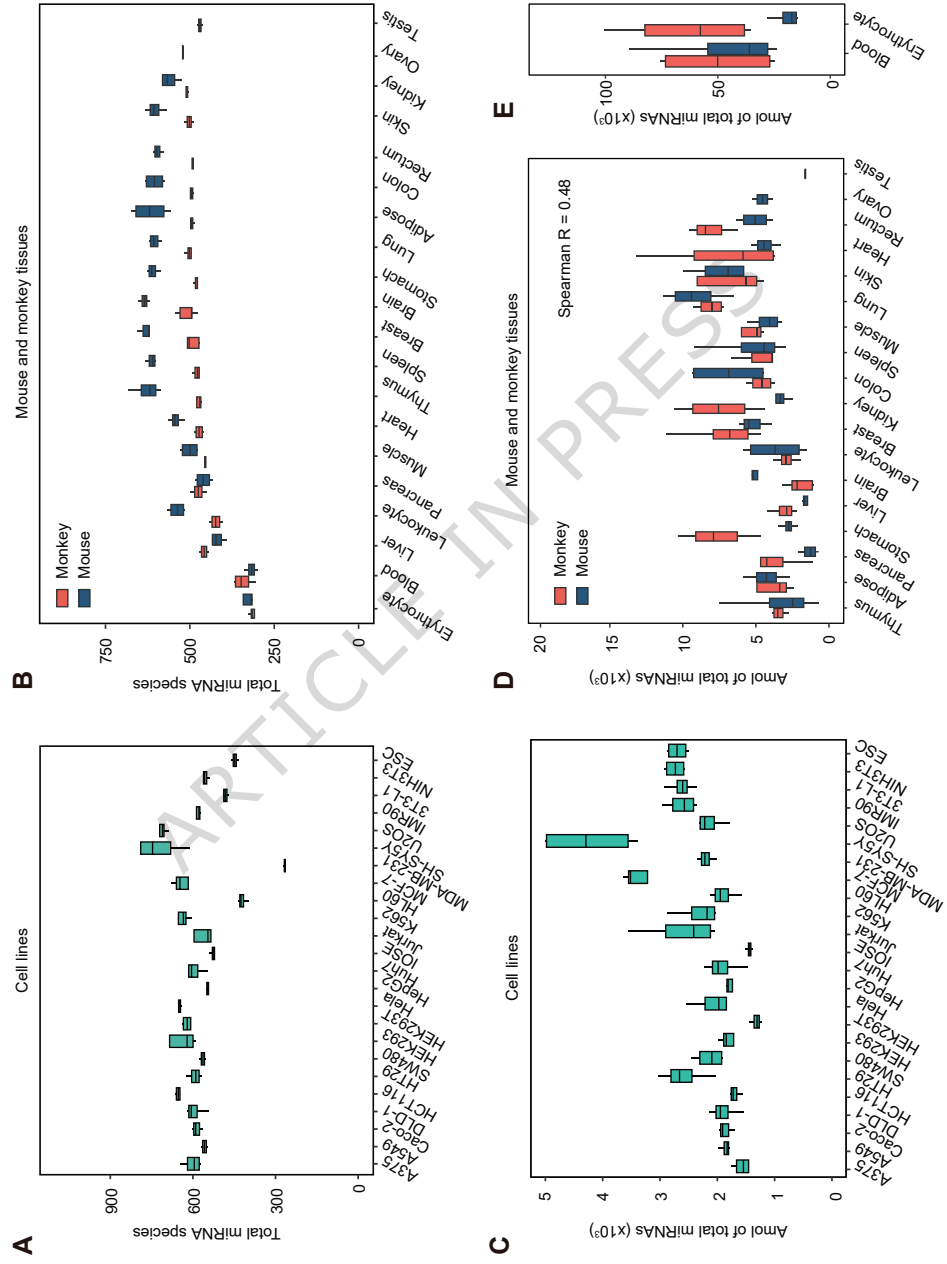 A
Cell lines
Total miRNA species
900
600
300
0
A375
A549
Caco-2
DLD-1
HCT116
HT29
SW480
HEK293
HEK293T
Hela
HepG2
Huh7
IOSE
Jurkat
K562
HL60
MCF-7
MDA-MB-231
SH-SY5Y
U2OS
IMR90
3T3-L1
NIH3T3
ESC
B
Mouse and monkey tissues
Monkey
Mouse
Total miRNA species
750
500
250
0
Erythrocyte
Blood
Liver
Leukocyte
Pancreas
Muscle
Heart
Thymus
Spleen
Breast
Brain
Stomach
Lung
Adipose
Colon
Rectum
Skin
Kidney
Ovary
Testis
C
Cell lines
Amol of total miRNAs (x10³)
5
4
3
2
1
0
A375
A549
Caco-2
DLD-1
HCT116
HT29
SW480
HEK293
HEK293T
Hela
HepG2
Huh7
IOSE
Jurkat
K562
HL60
MCF-7
MDA-MB-231
SH-SY5Y
U2OS
IMR90
3T3-L1
NIH3T3
ESC
D
Mouse and monkey tissues
Monkey
Mouse
Spearman R = 0.48
Amol of total miRNAs (x10³)
20
15
10
5
0
Thymus
Adipose
Pancreas
Stomach
Liver
Brain
Leukocyte
Breast
Kidney
Colon
Spleen
Muscle
Lung
Skin
Heart
Rectum
Ovary
Testis
E
Amol of total miRNAs (x10³)
100
50
0
Blood
Erythrocyte
ARTICLE IN PRESS